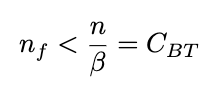 $n_f < \frac{n}{\beta} = C_{BT}$